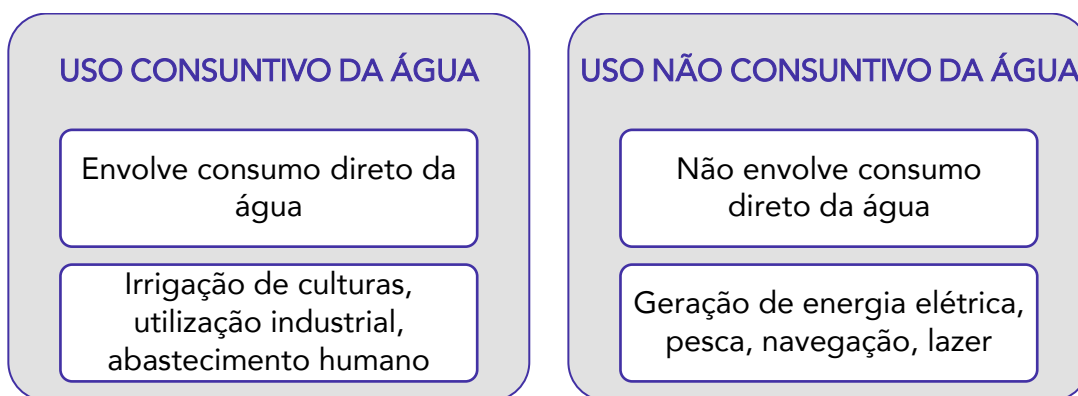 USO CONSUNTIVO DA ÁGUA
Envolve consumo direto da
água
Irrigação de culturas,
utilização industrial,
abastecimento humano
USO NÃO CONSUNTIVO DA ÁGUA
Não envolve consumo
direto da água
Geração de energia elétrica,
pesca, navegação, lazer